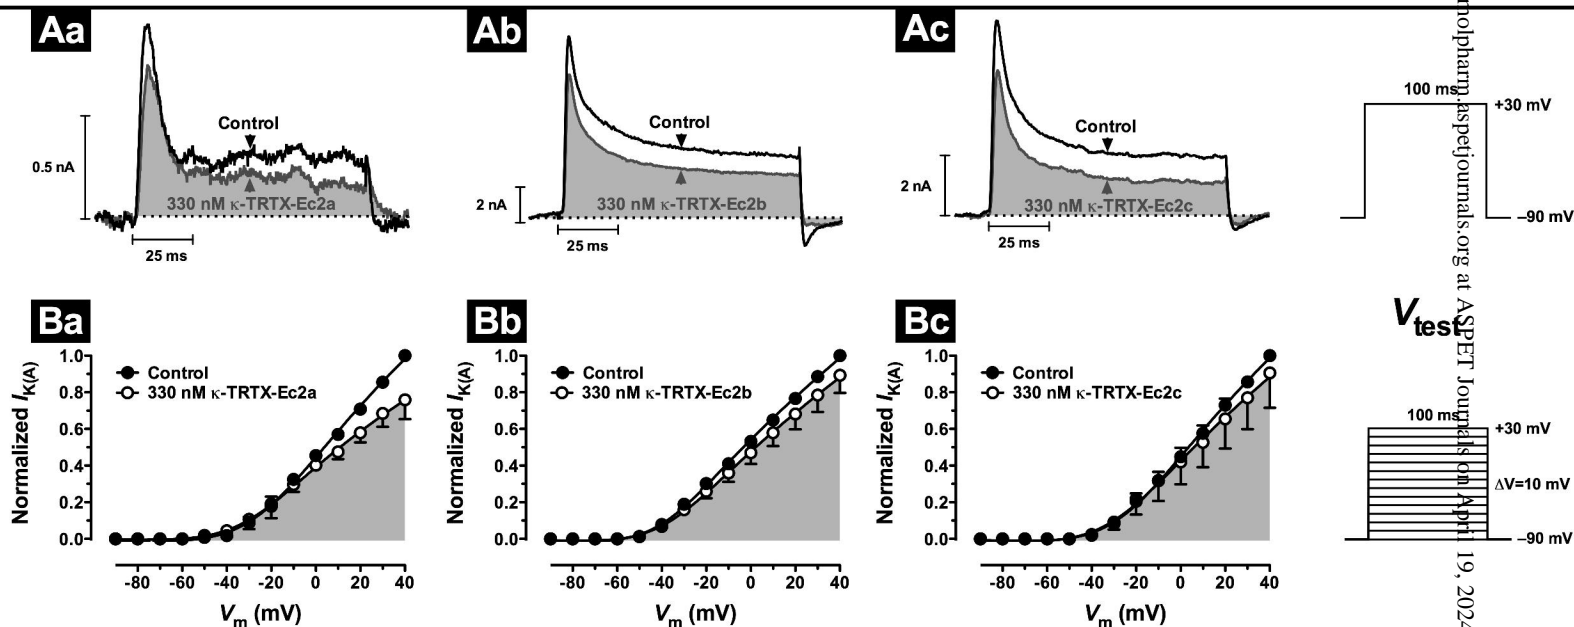 Aa
Control
0.5 nA
330 nM κ-TRTX-Ec2a
25 ms
Ab
Control
2 nA
330 nM κ-TRTX-Ec2b
25 ms
Ac
Control
2 nA
330 nM κ-TRTX-Ec2c
25 ms
100 ms
+30 mV
–90 mV
Ba
Normalized IK(A)
1.0
0.8
0.6
0.4
0.2
0.0
Control
330 nM κ-TRTX-Ec2a
-80 -60 -40 -20 0 20 40
Vm (mV)
Bb
Normalized IK(A)
1.0
0.8
0.6
0.4
0.2
0.0
Control
330 nM κ-TRTX-Ec2b
-80 -60 -40 -20 0 20 40
Vm (mV)
Bc
Normalized IK(A)
1.0
0.8
0.6
0.4
0.2
0.0
Control
330 nM κ-TRTX-Ec2c
-80 -60 -40 -20 0 20 40
Vm (mV)
Vtest
100 ms
+30 mV
ΔV=10 mV
–90 mV
molpharm.aspetjournals.org at ASPET Journals on April 19, 2024